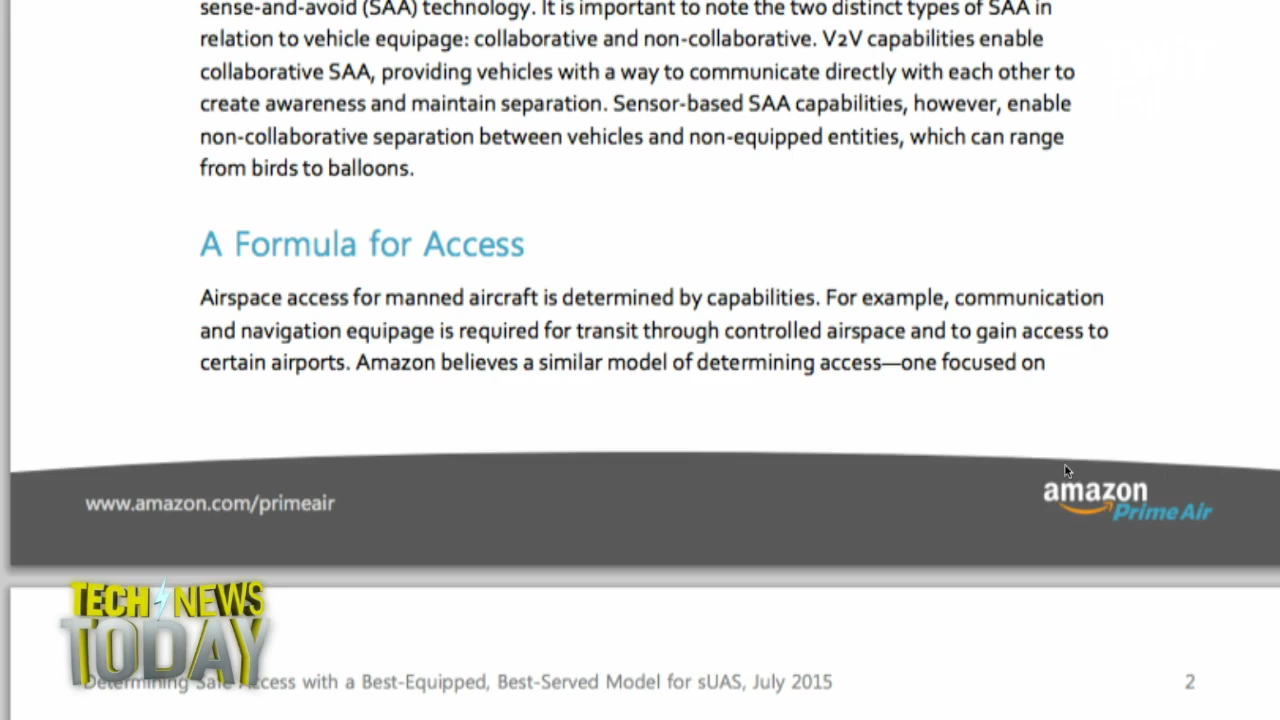 sense-and-avoid (SAA) technology. It is important to note the two distinct types of SAA in
relation to vehicle equipage: collaborative and non-collaborative. V2V capabilities enable
collaborative SAA, providing vehicles with a way to communicate directly with each other to
create awareness and maintain separation. Sensor-based SAA capabilities, however, enable
non-collaborative separation between vehicles and non-equipped entities, which can range
from birds to balloons.
A Formula for Access
Airspace access for manned aircraft is determined by capabilities. For example, communication
and navigation equipage is required for transit through controlled airspace and to gain access to
certain airports. Amazon believes a similar model of determining access—one focused on
www.amazon.com/primeair
amazon
Prime Air
TECH NEWS
TODAY
Determining Safe Access with a Best-Equipped, Best-Served Model for sUAS, July 2015
2